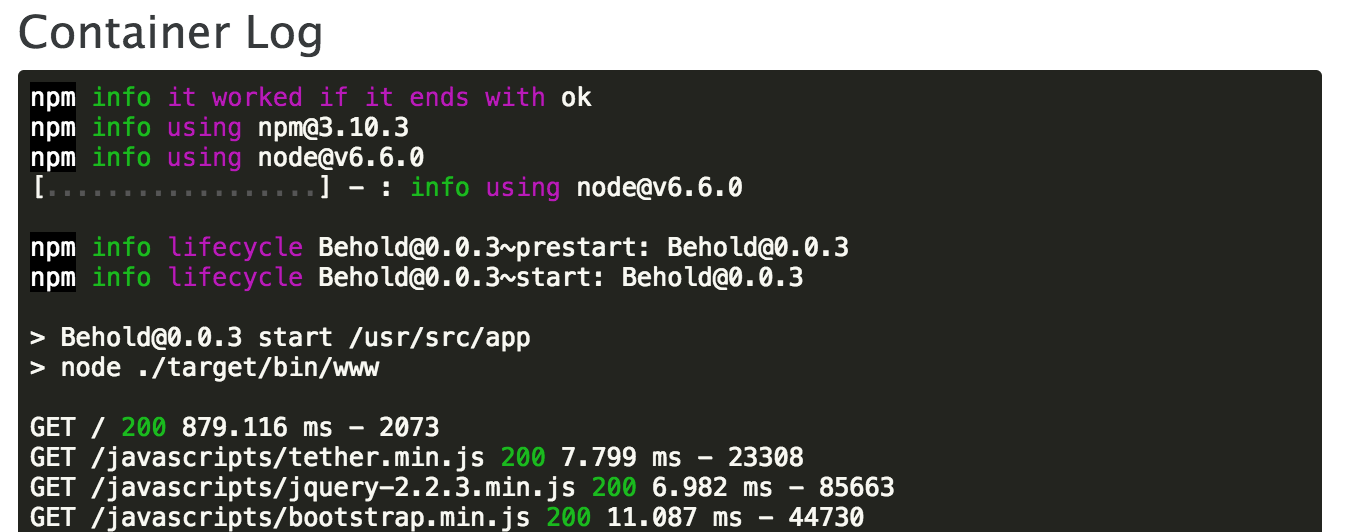 Container Log
npm info it worked if it ends with ok
npm info using npm@3.10.3
npm info using node@v6.6.0
[..................] - : info using node@v6.6.0
npm info lifecycle Behold@0.0.3~prestart: Behold@0.0.3
npm info lifecycle Behold@0.0.3~start: Behold@0.0.3
> Behold@0.0.3 start /usr/src/app
> node ./target/bin/www
GET / 200 879.116 ms - 2073
GET /javascripts/tether.min.js 200 7.799 ms - 23308
GET /javascripts/jquery-2.2.3.min.js 200 6.982 ms - 85663
GET /javascripts/bootstrap.min.js 200 11.087 ms - 44730